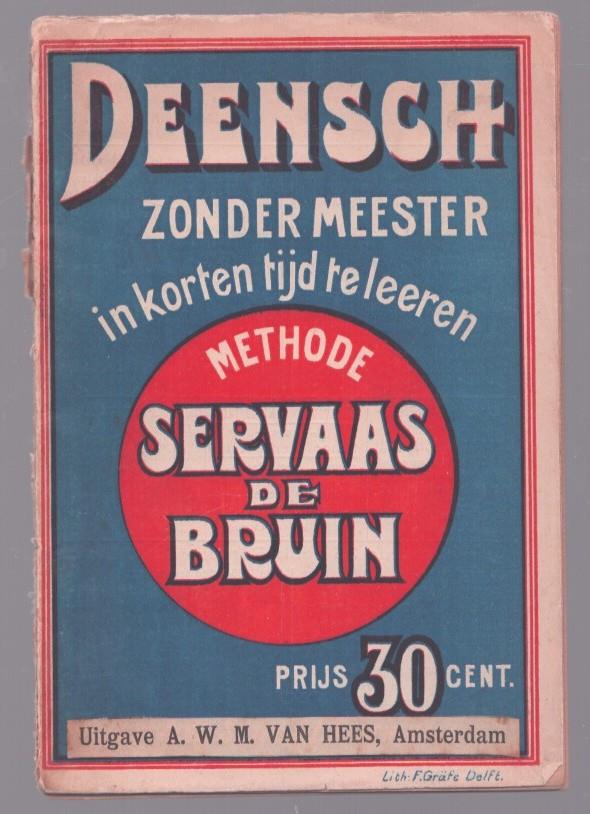 DEENSCH
ZONDER MEESTER
in korten tijd te leeren
METHODE
SERVAAS
DE
BRUIN
PRIJS 30 CENT.
Uitgave A. W. M. VAN HEES, Amsterdam
Lith: F. Gräfe Delft.